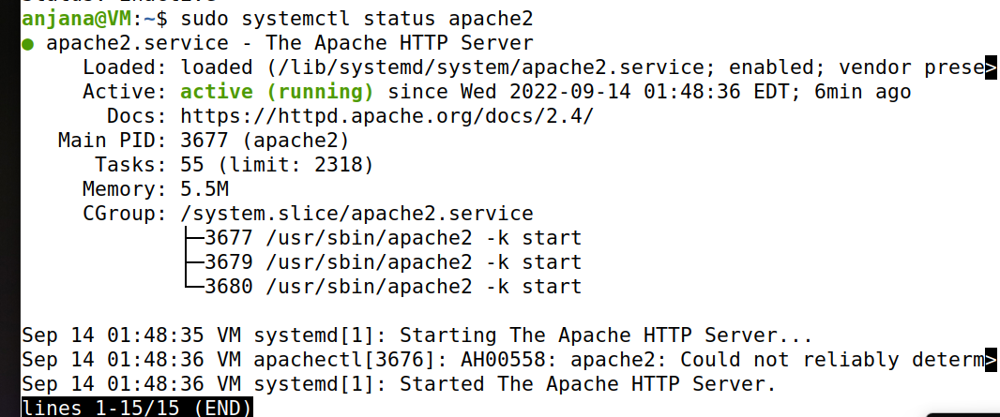 anjana@VM:~$ sudo systemctl status apache2
● apache2.service - The Apache HTTP Server
     Loaded: loaded (/lib/systemd/system/apache2.service; enabled; vendor prese>
     Active: active (running) since Wed 2022-09-14 01:48:36 EDT; 6min ago
       Docs: https://httpd.apache.org/docs/2.4/
   Main PID: 3677 (apache2)
      Tasks: 55 (limit: 2318)
     Memory: 5.5M
     CGroup: /system.slice/apache2.service
             ├─3677 /usr/sbin/apache2 -k start
             ├─3679 /usr/sbin/apache2 -k start
             └─3680 /usr/sbin/apache2 -k start

Sep 14 01:48:35 VM systemd[1]: Starting The Apache HTTP Server...
Sep 14 01:48:36 VM apachectl[3676]: AH00558: apache2: Could not reliably determ>
Sep 14 01:48:36 VM systemd[1]: Started The Apache HTTP Server.
lines 1-15/15 (END)